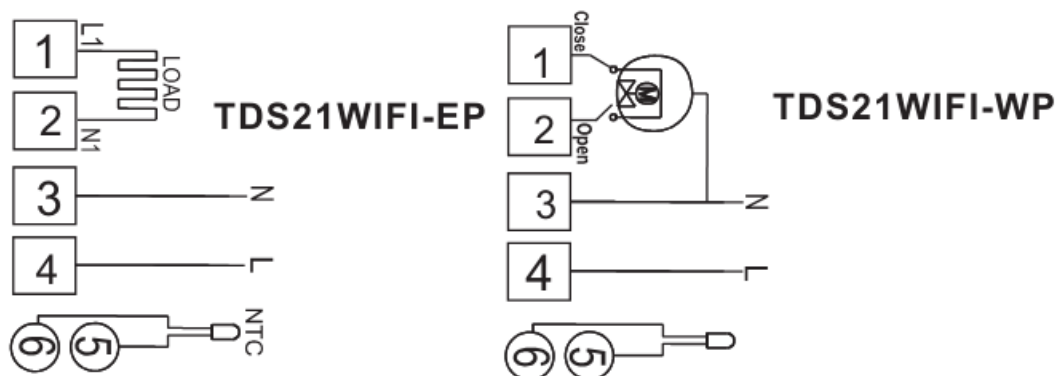 1
L1
LOAD
2
N1
TDS21WIFI-EP
3
N
4
L
6
5
NTC
1
Close
M
2
Open
TDS21WIFI-WP
3
N
4
L
6
5